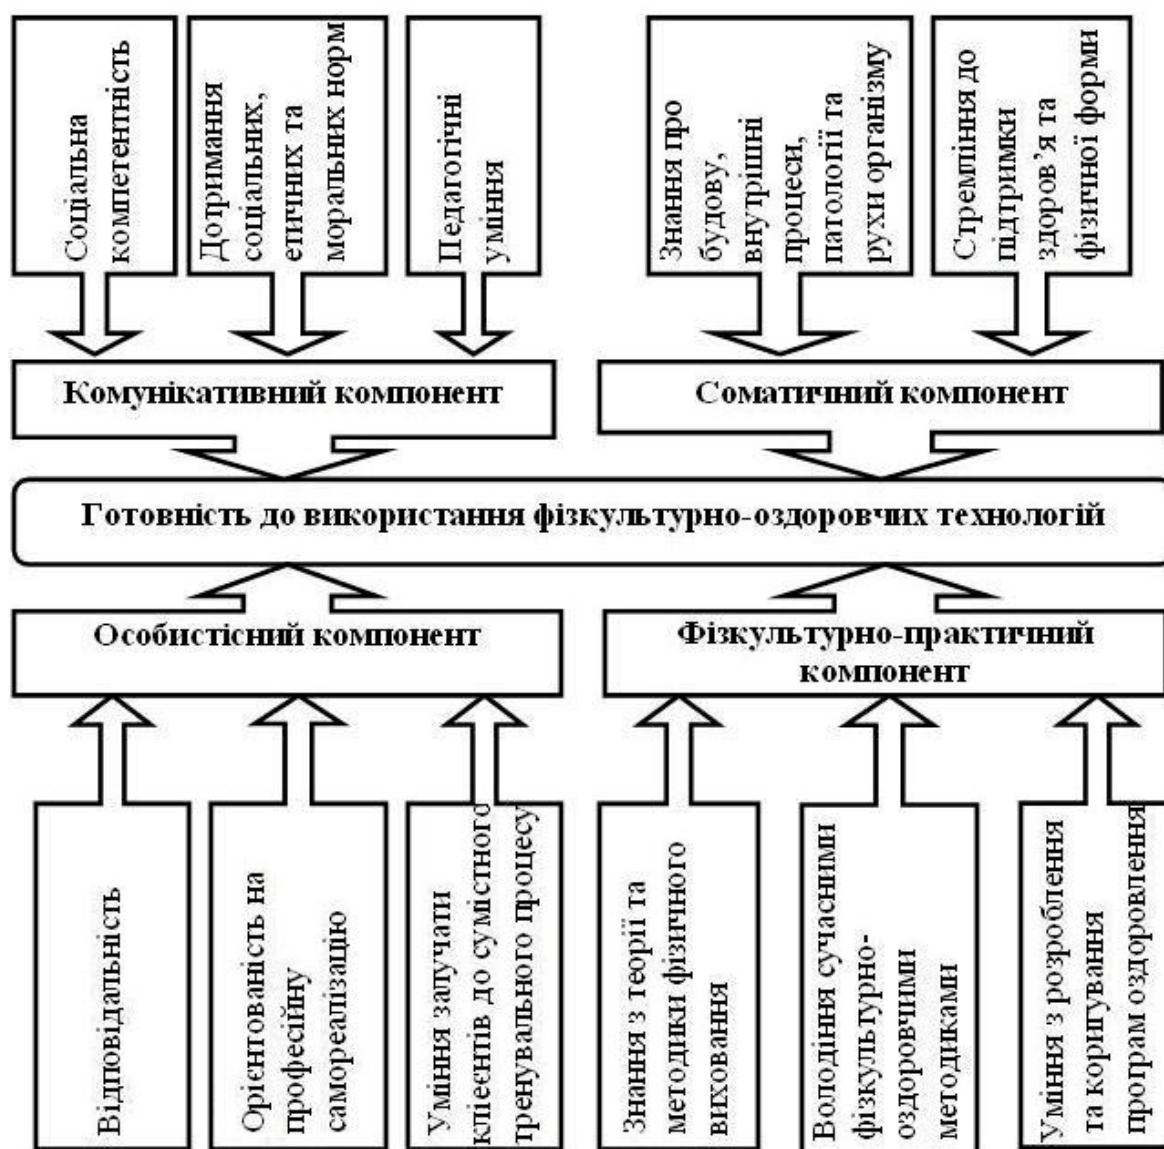 Соціальна
компетентність
Дотримання
соціальних,
етичних та
моральних норм
Педагогічні
уміння
Знання про
будову,
внутрішні
процеси,
патології та
рухи організму
Стремління до
підтримки
здоров’я та
фізичної форми
Комунікативний компонент
Соматичний компонент
Готовність до використання фізкультурно-оздоровчих технологій
Особистісний компонент
Фізкультурно-практичний
компонент
Відповідальність
Орієнтованість на
професійну
самореалізацію
Уміння залучати
клієєнтів до сумістного
тренувального процесу
Знання з теорії та
методики фізичного
виховання
Володіння сучасними
фізкультурно-
оздоровчими
методиками
Уміння з розроблення
та коригування
програм оздоровлення